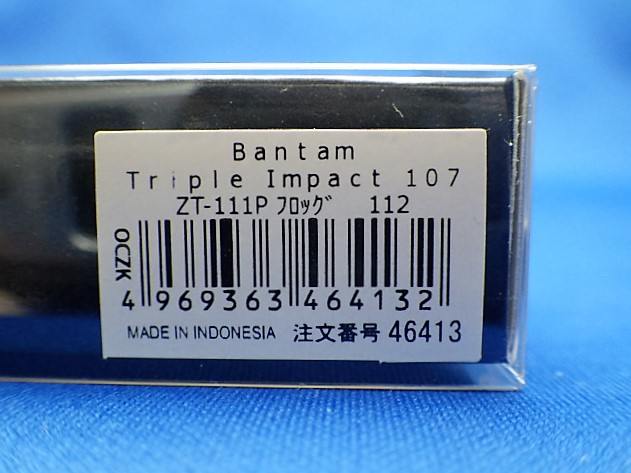 Bantam
Triple Impact 107
ZT-111P ﾌﾛｯｸﾞ 112
OCZK
4 969363 464132
MADE IN INDONESIA 注文番号 46413